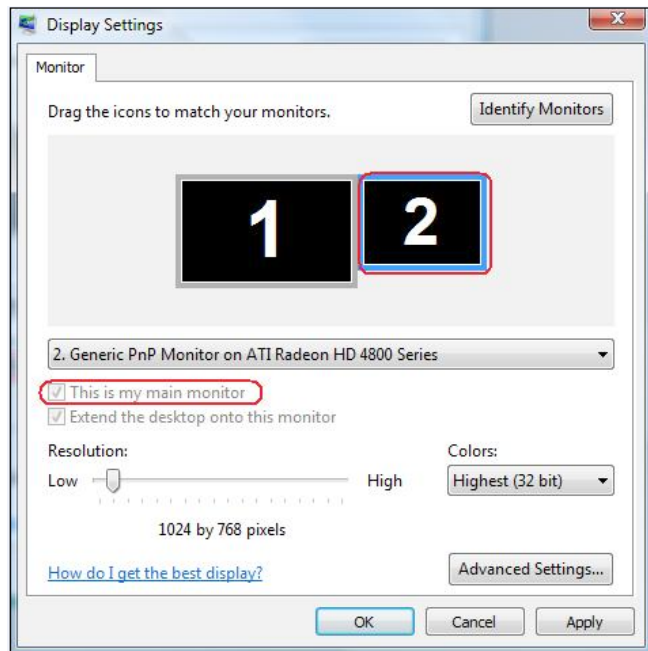 Display Settings
Monitor
Drag the icons to match your monitors.
Identify Monitors
1
2
2. Generic PnP Monitor on ATI Radeon HD 4800 Series
This is my main monitor
Extend the desktop onto this monitor
Resolution:
Colors:
Low
High
Highest (32 bit)
1024 by 768 pixels
How do I get the best display?
Advanced Settings...
OK
Cancel
Apply